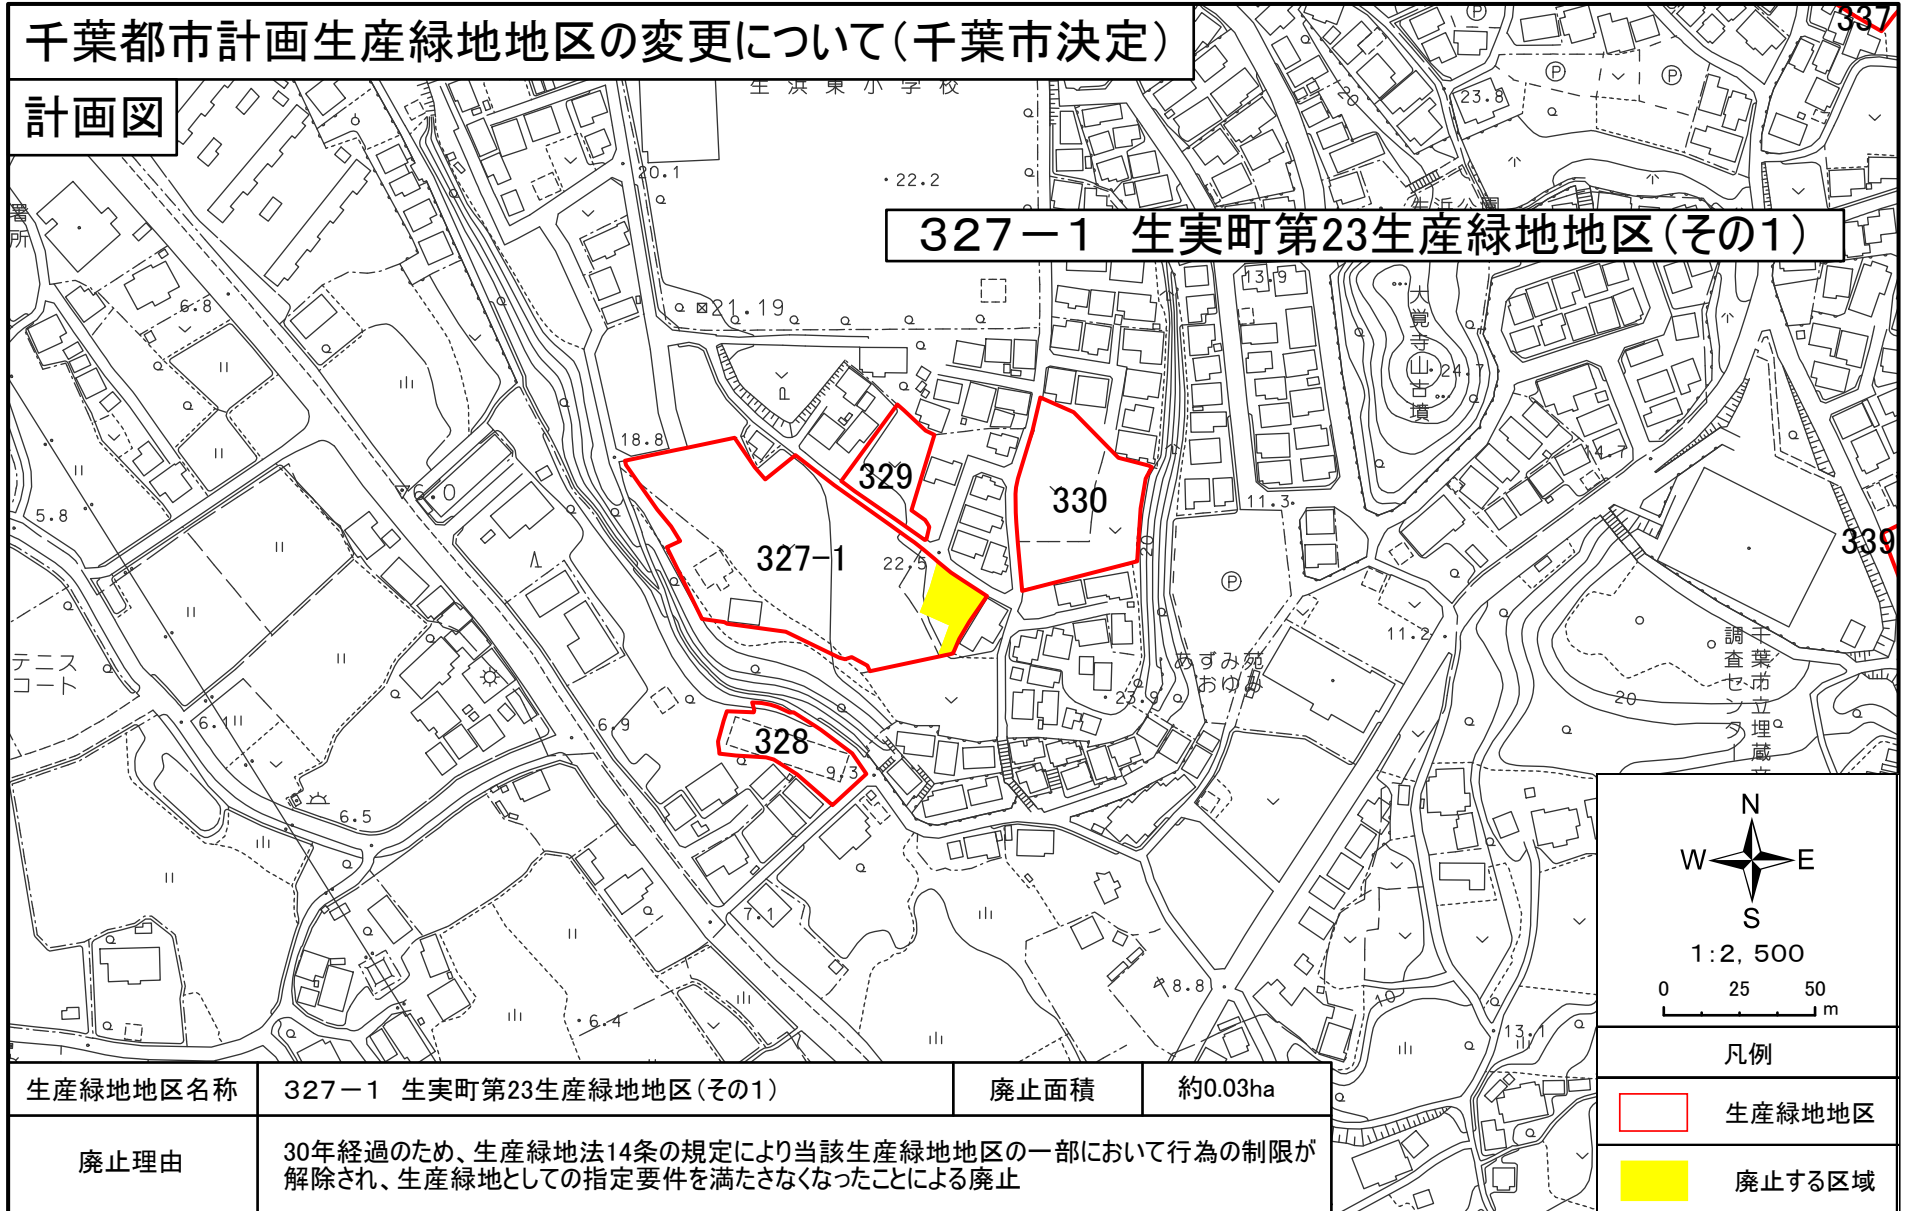 千葉都市計画生産緑地地区の変更について(千葉市決定)
計画図
337
生浜東小学校
23.8
20
20.1
22.2
生浜公園
署所
327-1 生実町第23生産緑地地区(その1)
6.8
21.19
13.9
大覚寺山古墳
24.7
18.8
329
330
14.7
6.0
11.3
5.8
327-1
22.5
20
339
P
11.2
テニス
コート
あずみ苑
おゆみ
23.9
20
千葉市立埋蔵文
調査センター
6.1
6.9
328
9.3
6.5
7.1
8.8
10
6.4
13.1
N
W E
S
1:2,500
0 25 50
m
凡例
生産緑地地区
廃止する区域
生産緑地地区名称
327-1 生実町第23生産緑地地区(その1)
廃止面積
約0.03ha
廃止理由
30年経過のため、生産緑地法14条の規定により当該生産緑地地区の一部において行為の制限が
解除され、生産緑地としての指定要件を満たさなくなったことによる廃止